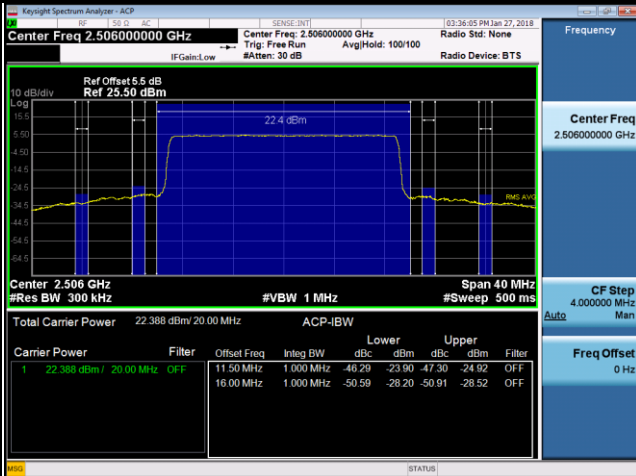 Keysight Spectrum Analyzer - ACP
RF 50 Ω AC SENSE:INT 03:36:05 PM Jan 27, 2018
Center Freq 2.506000000 GHz Center Freq: 2.506000000 GHz Radio Std: None
Trig: Free Run Avg|Hold: 100/100
IFGain:Low #Atten: 30 dB Radio Device: BTS
Ref Offset 5.5 dB
10 dB/div Ref 25.50 dBm
Log
15.5
5.50
-4.50
-14.5
-24.5
-34.5
-44.5
-54.5
-64.5
22.4 dBm
RMS AVG
Center 2.506 GHz Span 40 MHz
#Res BW 300 kHz #VBW 1 MHz #Sweep 500 ms
Total Carrier Power 22.388 dBm/ 20.00 MHz ACP-IBW
Lower Upper
Carrier Power Filter Offset Freq Integ BW dBc dBm dBc dBm Filter
1 22.388 dBm / 20.00 MHz OFF 11.50 MHz 1.000 MHz -46.29 -23.90 -47.30 -24.92 OFF
16.00 MHz 1.000 MHz -50.59 -28.20 -50.91 -28.52 OFF
MSG STATUS
Frequency
Center Freq
2.506000000 GHz
CF Step
4.000000 MHz
Auto Man
Freq Offset
0 Hz